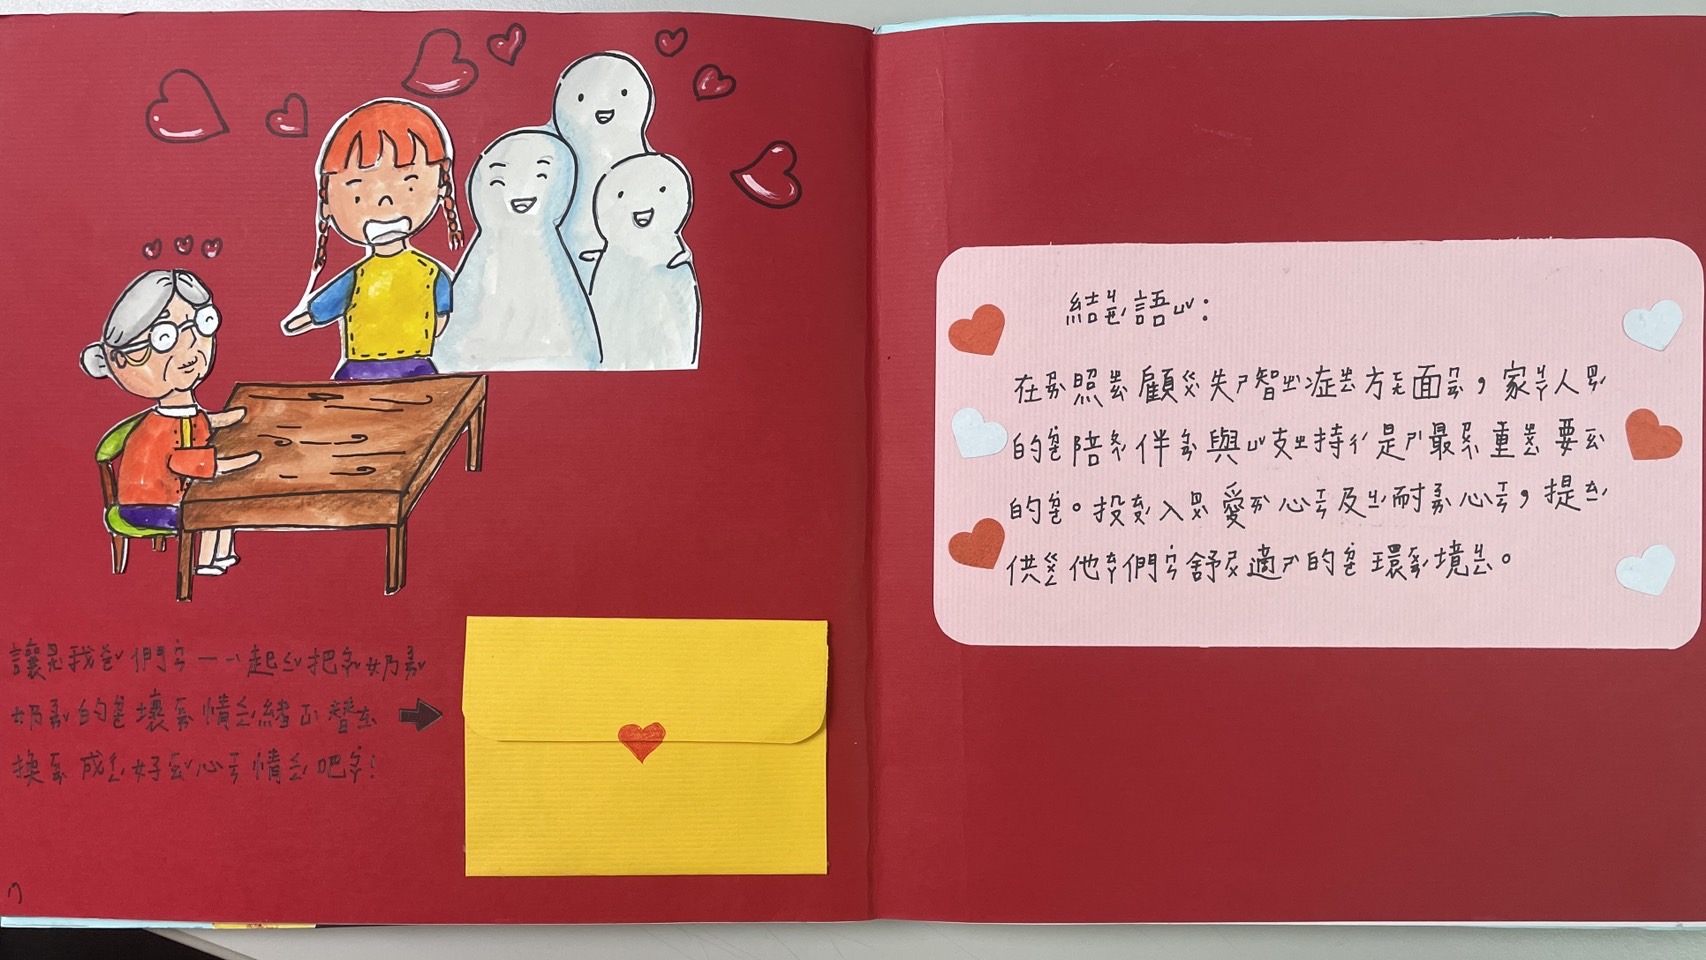 讓我們一起把奶
奶的壞情緒替
換成好心情吧!
結語:
在照顧失智症方面,家人
的陪伴與支持是最重要
的。投入愛心及耐心,提
供他們舒適的環境。